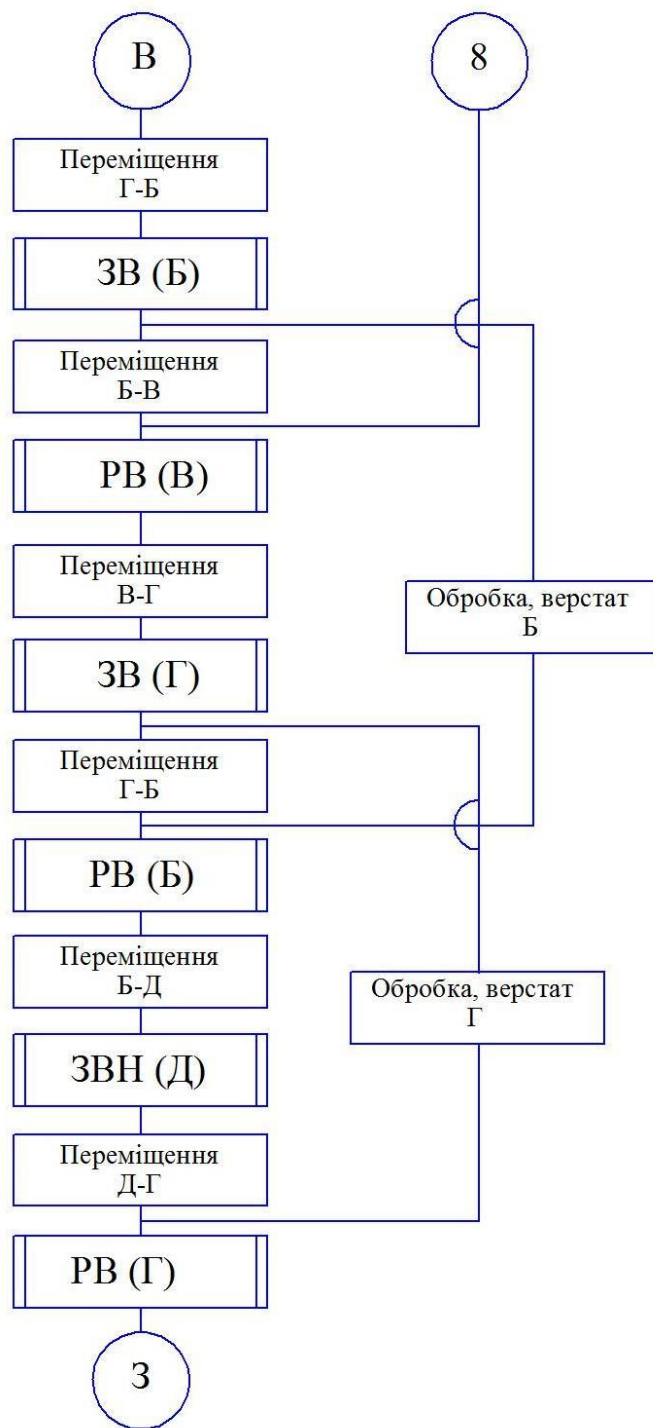 В
8
Переміщення
Г-Б
ЗВ (Б)
Переміщення
Б-В
РВ (В)
Переміщення
В-Г
Обробка, верстат
Б
ЗВ (Г)
Переміщення
Г-Б
РВ (Б)
Переміщення
Б-Д
Обробка, верстат
Г
ЗВН (Д)
Переміщення
Д-Г
РВ (Г)
З